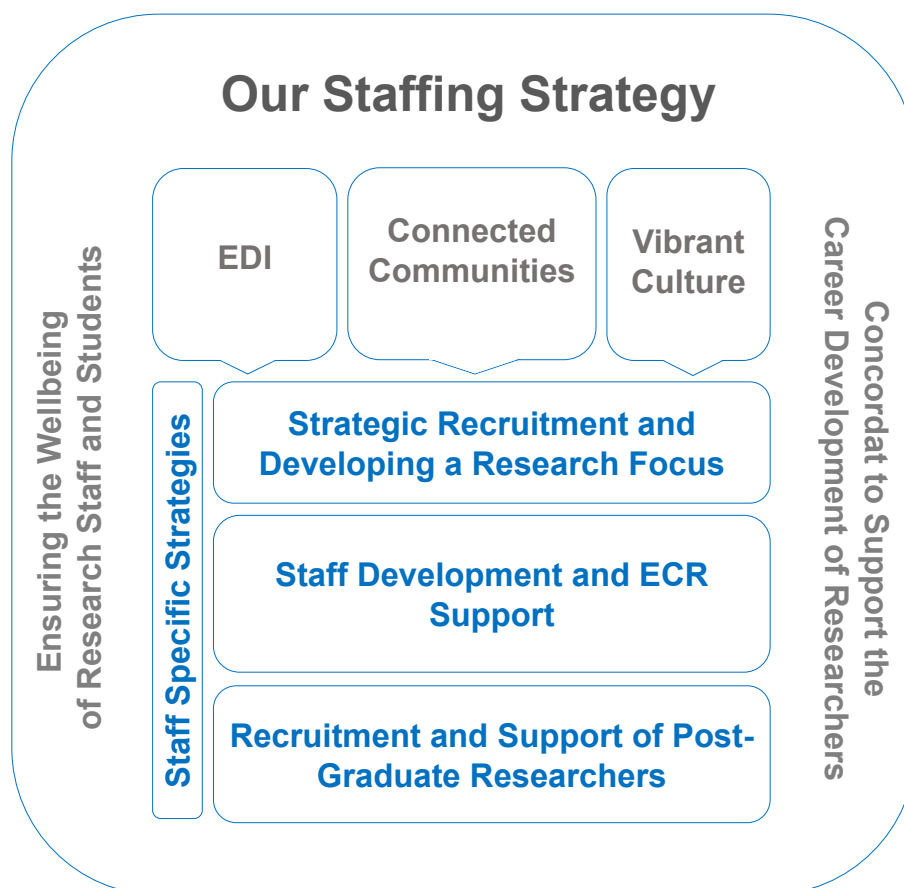 Our Staffing Strategy
EDI
Connected
Communities
Vibrant
Culture
Ensuring the Wellbeing
of Research Staff and Students
Staff Specific Strategies
Strategic Recruitment and
Developing a Research Focus
Staff Development and ECR
Support
Recruitment and Support of Post-
Graduate Researchers
Concordat to Support the
Career Development of Researchers